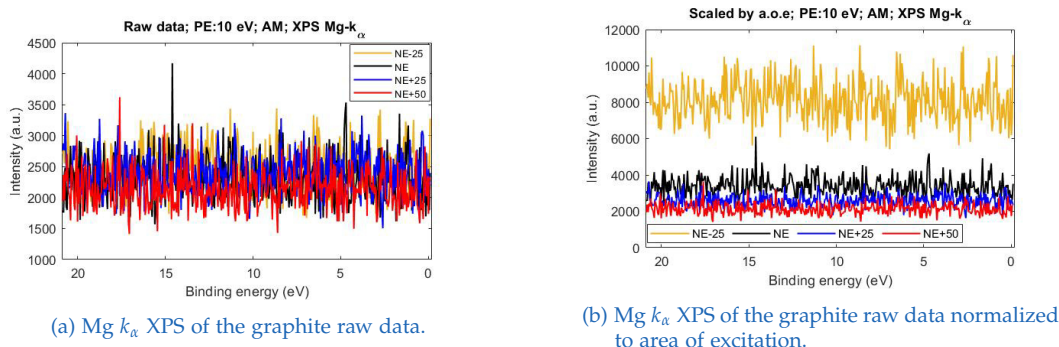 Raw data; PE:10 eV; AM; XPS Mg-kα
Intensity (a.u.)
4500
4000
3500
3000
2500
2000
1500
1000
NE-25
NE
NE+25
NE+50
20 15 10 5 0
Binding energy (eV)
(a) Mg kα XPS of the graphite raw data.
Scaled by a.o.e; PE:10 eV; AM; XPS Mg-kα
Intensity (a.u.)
12000
10000
8000
6000
4000
2000
0
NE-25 NE NE+25 NE+50
20 15 10 5 0
Binding energy (eV)
(b) Mg kα XPS of the graphite raw data normalized
to area of excitation.